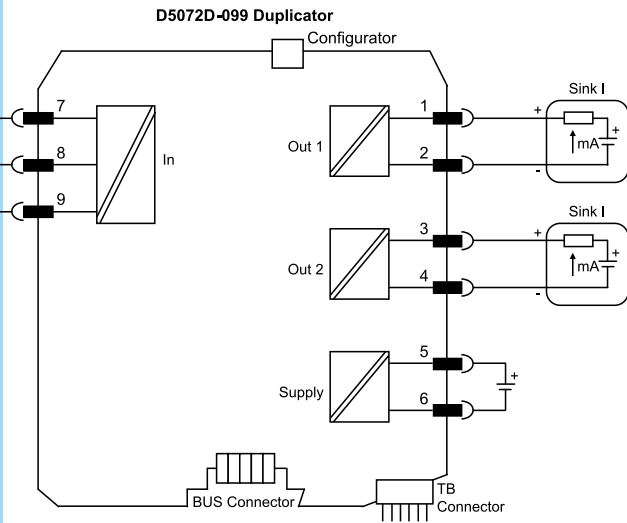 D5072D-099 Duplicator
Configurator
Sink I
7
1
+
+
mA
8
In
Out 1
2
-
9
Sink I
3
+
+
mA
Out 2
4
-
5
+
Supply
6
BUS Connector
TB
Connector